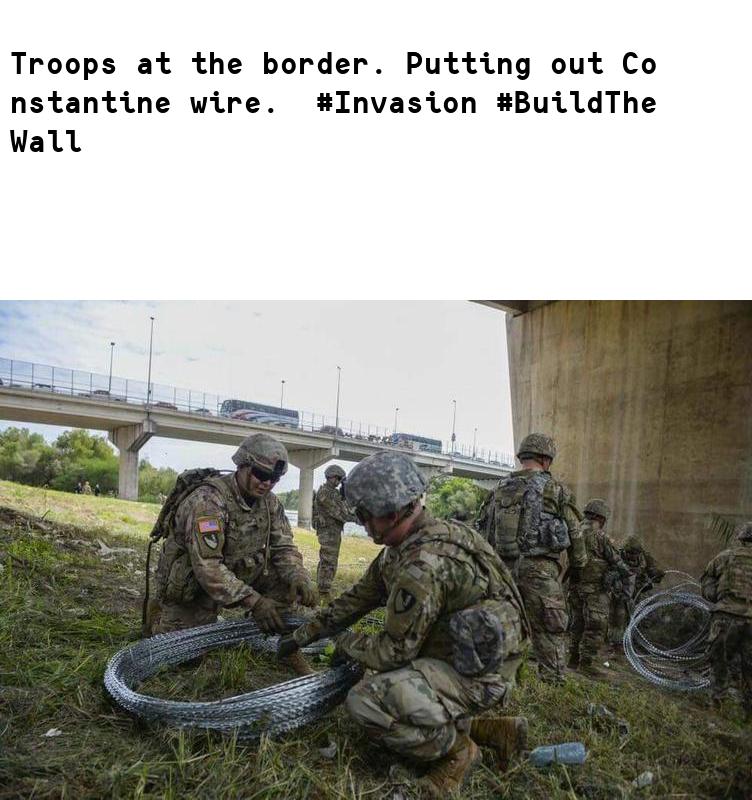 Troops at the border. Putting out Co
nstantine wire.  #Invasion #BuildThe
Wall